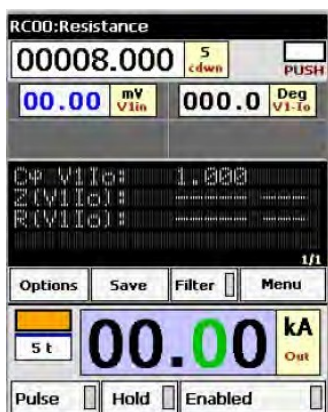 RC00:Resistance
00008.000 S cdwn PUSH
00.00 mV V1in 000.0 Deg V1-Io
Cφ V1Io: 1.000
Z(V1Io): ----- ---
R(V1Io): ----- ---
1/1
Options Save Filter Menu
5 t 00.00 kA Out
Pulse Hold Enabled